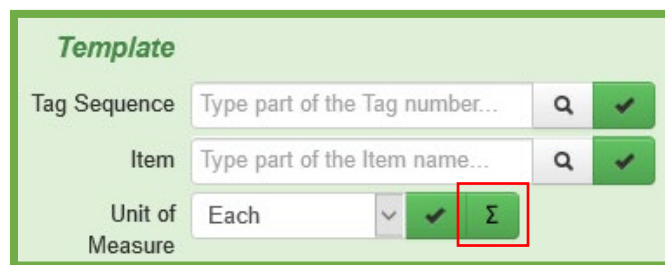 Template
Tag Sequence Type part of the Tag number...
Item Type part of the Item name...
Unit of Measure Each Σ